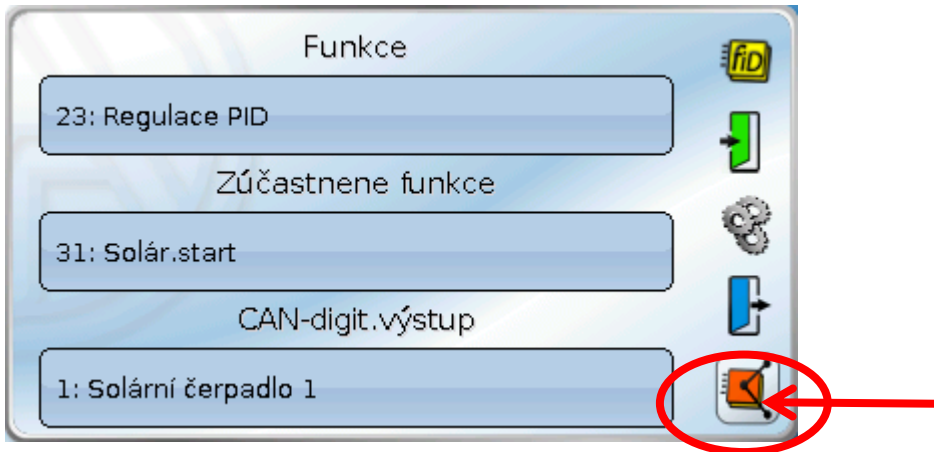 Funkce
fiD
23: Regulace PID
Zúčastnene funkce
31: Solár.start
CAN-digit.výstup
1: Solární čerpadlo 1